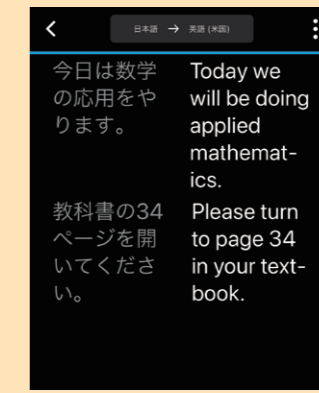 日本語 → 英語 (米国)
今日は数学
の応用をや
ります。
Today we
will be doing
applied
mathemat-
ics.
教科書の34
ページを開
いてくださ
い。
Please turn
to page 34
in your text-
book.